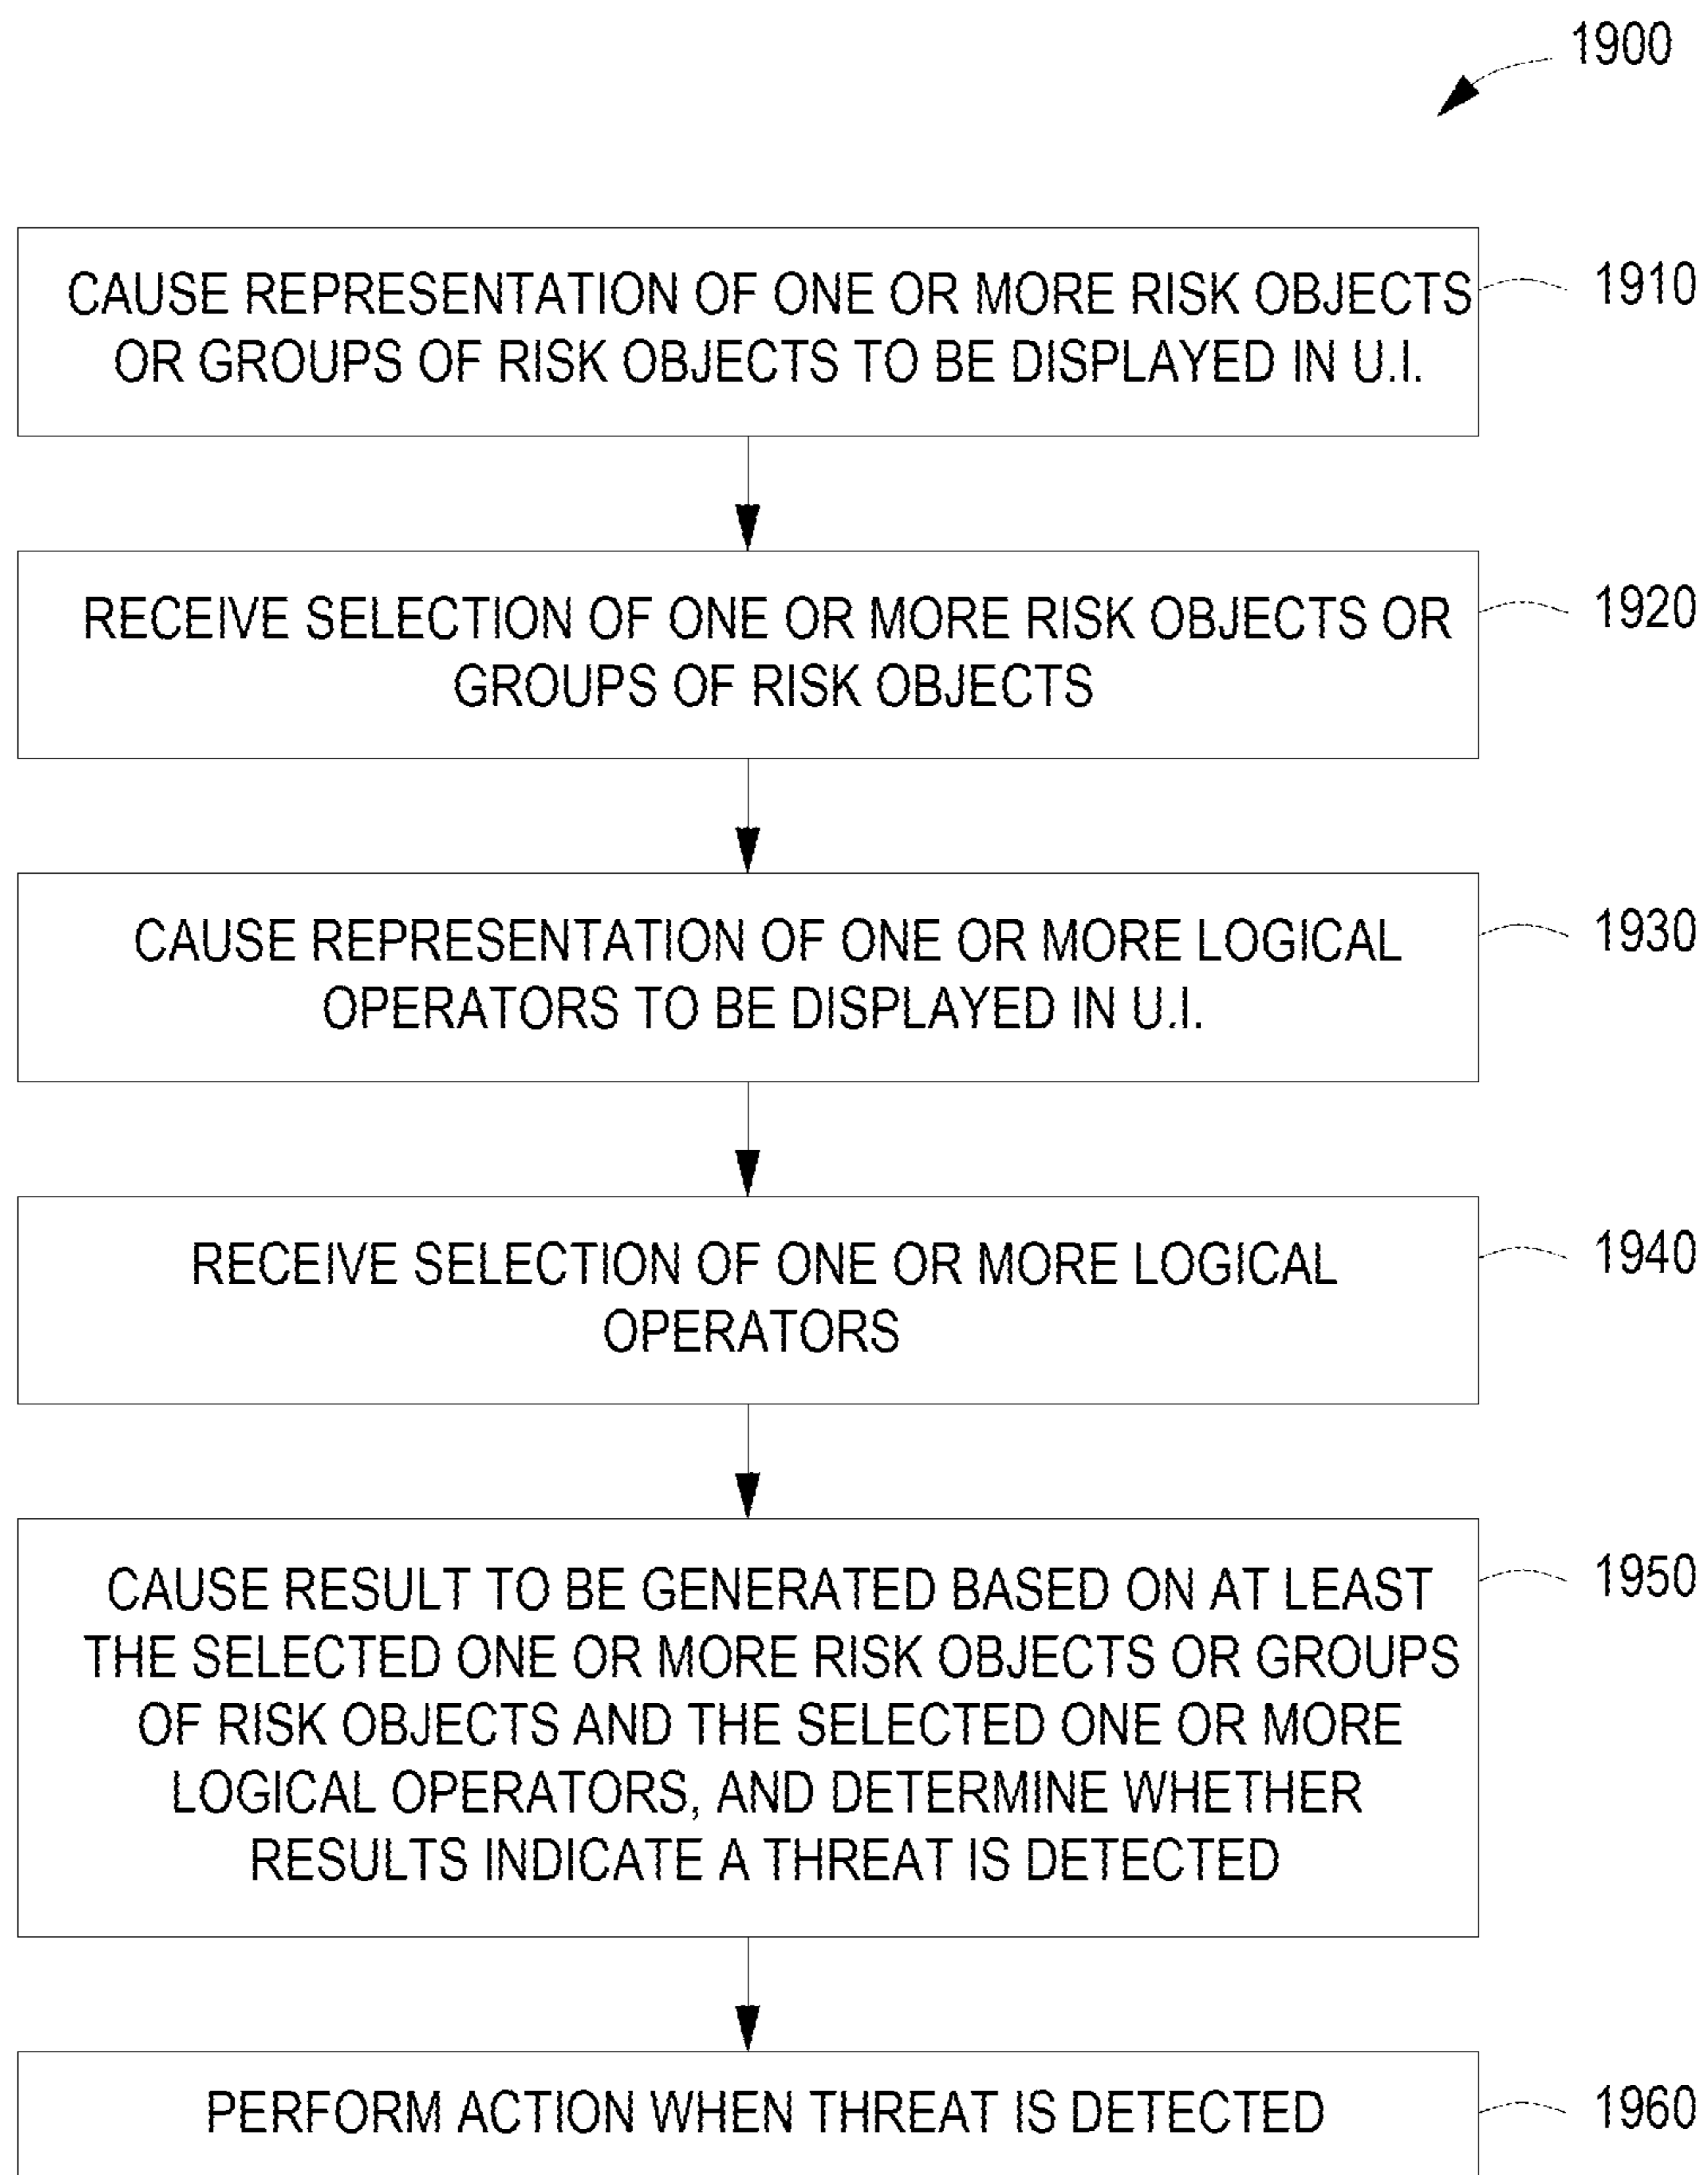 1900
CAUSE REPRESENTATION OF ONE OR MORE RISK OBJECTS
OR GROUPS OF RISK OBJECTS TO BE DISPLAYED IN U.I.
1910
RECEIVE SELECTION OF ONE OR MORE RISK OBJECTS OR
GROUPS OF RISK OBJECTS
1920
CAUSE REPRESENTATION OF ONE OR MORE LOGICAL
OPERATORS TO BE DISPLAYED IN U.I.
1930
RECEIVE SELECTION OF ONE OR MORE LOGICAL
OPERATORS
1940
CAUSE RESULT TO BE GENERATED BASED ON AT LEAST
THE SELECTED ONE OR MORE RISK OBJECTS OR GROUPS
OF RISK OBJECTS AND THE SELECTED ONE OR MORE
LOGICAL OPERATORS, AND DETERMINE WHETHER
RESULTS INDICATE A THREAT IS DETECTED
1950
PERFORM ACTION WHEN THREAT IS DETECTED
1960